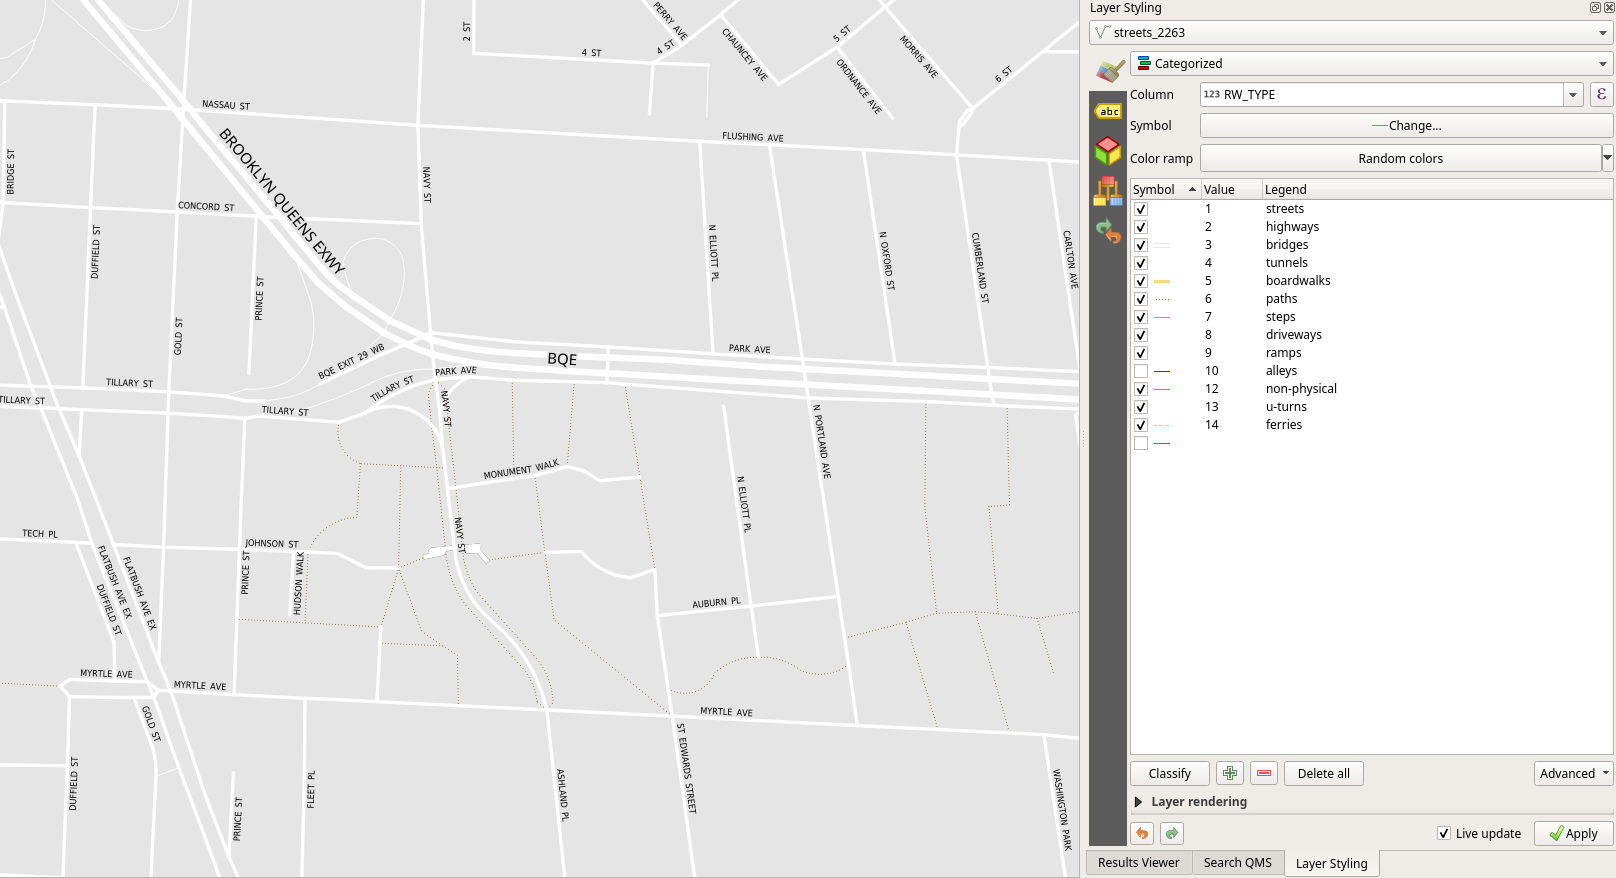 PERRY AVE
2 ST
4 ST
4 ST
CHAUNCEY AVE
5 ST
MORRIS AVE
ORDNANCE AVE
6 ST
NASSAU ST
FLUSHING AVE
BROOKLYN QUEENS EXWY
BRIDGE ST
NAVY ST
CONCORD ST
DUFFIELD ST
PRINCE ST
GOLD ST
N ELLIOTT PL
N OXFORD ST
CUMBERLAND ST
CARLTON AVE
BQE EXIT 29 WB
BQE
PARK AVE
PARK AVE
TILLARY ST
TILLARY ST
TILLARY ST
TILLARY ST
NAVY ST
N PORTLAND AVE
MONUMENT WALK
N ELLIOTT PL
TECH PL
JOHNSON ST
NAVY ST
FLATBUSH AVE EX
FLATBUSH AVE EX
DUFFIELD ST
PRINCE ST
HUDSON WALK
AUBURN PL
MYRTLE AVE
MYRTLE AVE
MYRTLE AVE
GOLD ST
DUFFIELD ST
PRINCE ST
FLEET PL
ASHLAND PL
ST EDWARDS STREET
WASHINGTON PARK
Layer Styling
streets_2263
Categorized
abc
Column 123 RW_TYPE ε
Symbol Change...
Color ramp Random colors
Symbol Value Legend
1 streets
2 highways
3 bridges
4 tunnels
5 boardwalks
6 paths
7 steps
8 driveways
9 ramps
10 alleys
12 non-physical
13 u-turns
14 ferries
Classify Delete all Advanced
Layer rendering
Live update Apply
Results Viewer Search QMS Layer Styling